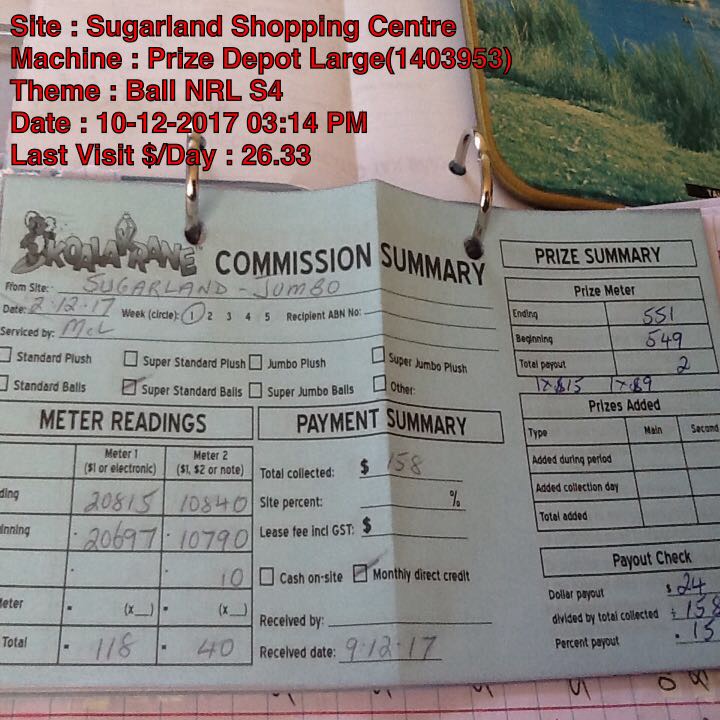 Site : Sugarland Shopping Centre
Machine : Prize Depot Large(1403953)
Theme : Ball NRL S4
Date : 10-12-2017 03:14 PM
Last Visit $/Day : 26.33
KOALA KRANE COMMISSION SUMMARY
From Site: SUGARLAND - JUMBO
Date: 2.12.17 Week (circle): 1 2 3 4 5 Recipient ABN No:
Serviced by: McL
Standard Plush Super Standard Plush Jumbo Plush Super Jumbo Plush
Standard Balls Super Standard Balls Super Jumbo Balls Other:
METER READINGS
Meter 1 Meter 2
($1 or electronic) ($1, $2 or note)
ding 20815 10840
inning 20697 10790
10
eter (x__) (x__)
Total 118 40
PAYMENT SUMMARY
Total collected: $ 158
Site percent: %
Lease fee incl GST: $
Cash on-site Monthly direct credit
Received by:
Received date: 9.12.17
PRIZE SUMMARY
Prize Meter
Ending 551
Beginning 549
Total payout 2
1x$15 1x$9
Prizes Added
Type Main Second
Added during period
Added collection day
Total added
Payout Check
Dollar payout $ 24
divided by total collected ÷ 158
Percent payout . 15